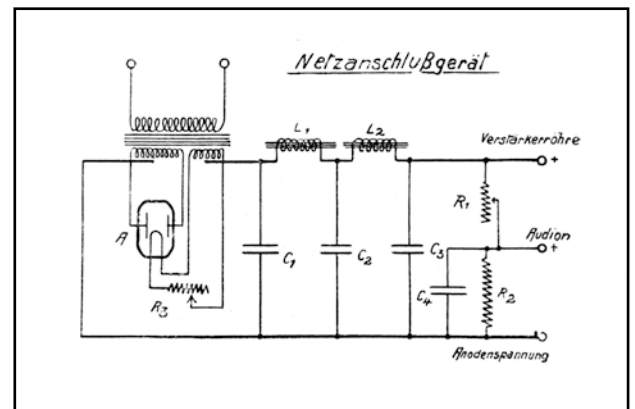 Netzanschlußgerät
L1
L2
Verstärkerröhre
+
R1
A
Audion
+
C1
C2
C3
R3
C4
R2
Anodenspannung